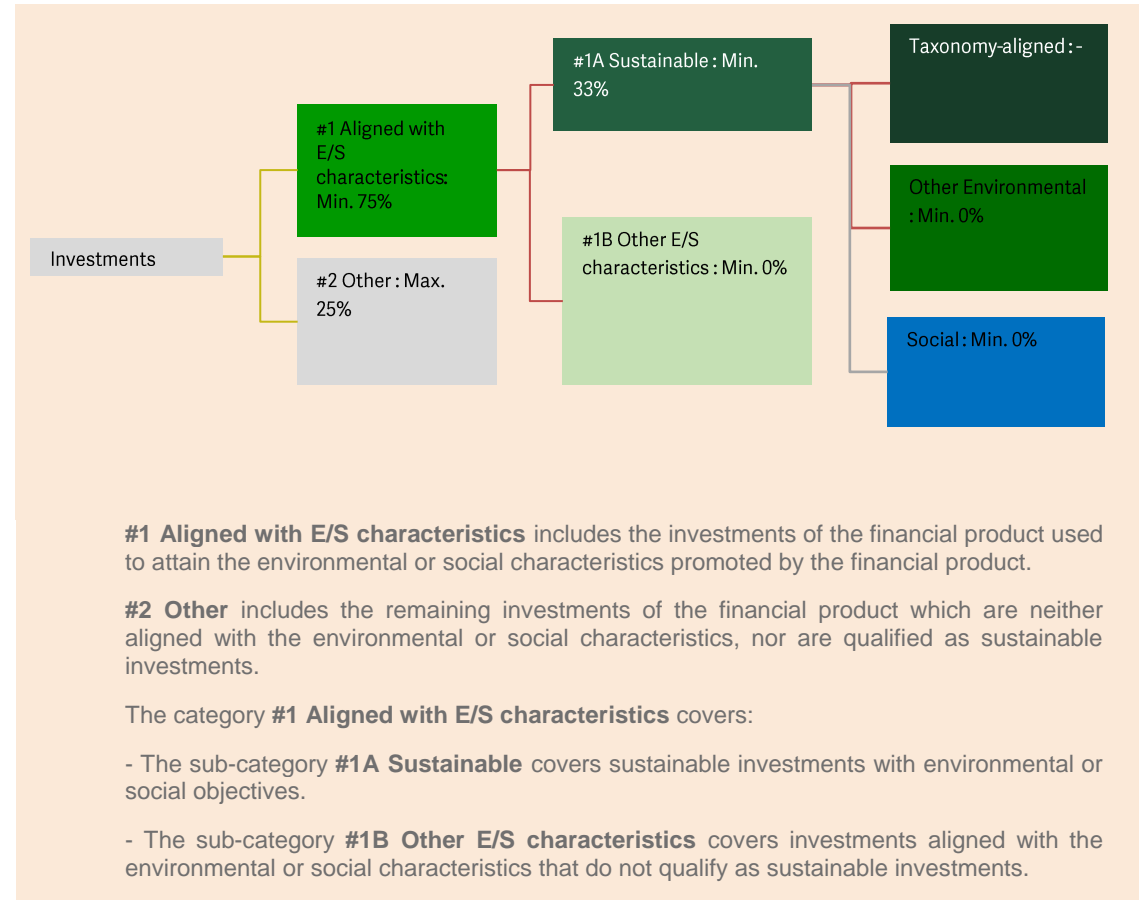 Investments
#1 Aligned with
E/S
characteristics:
Min. 75%
#2 Other : Max.
25%
#1A Sustainable : Min.
33%
#1B Other E/S
characteristics : Min. 0%
Taxonomy-aligned : -
Other Environmental
: Min. 0%
Social : Min. 0%
#1 Aligned with E/S characteristics includes the investments of the financial product used
to attain the environmental or social characteristics promoted by the financial product.
#2 Other includes the remaining investments of the financial product which are neither
aligned with the environmental or social characteristics, nor are qualified as sustainable
investments.
The category #1 Aligned with E/S characteristics covers:
- The sub-category #1A Sustainable covers sustainable investments with environmental or
social objectives.
- The sub-category #1B Other E/S characteristics covers investments aligned with the
environmental or social characteristics that do not qualify as sustainable investments.